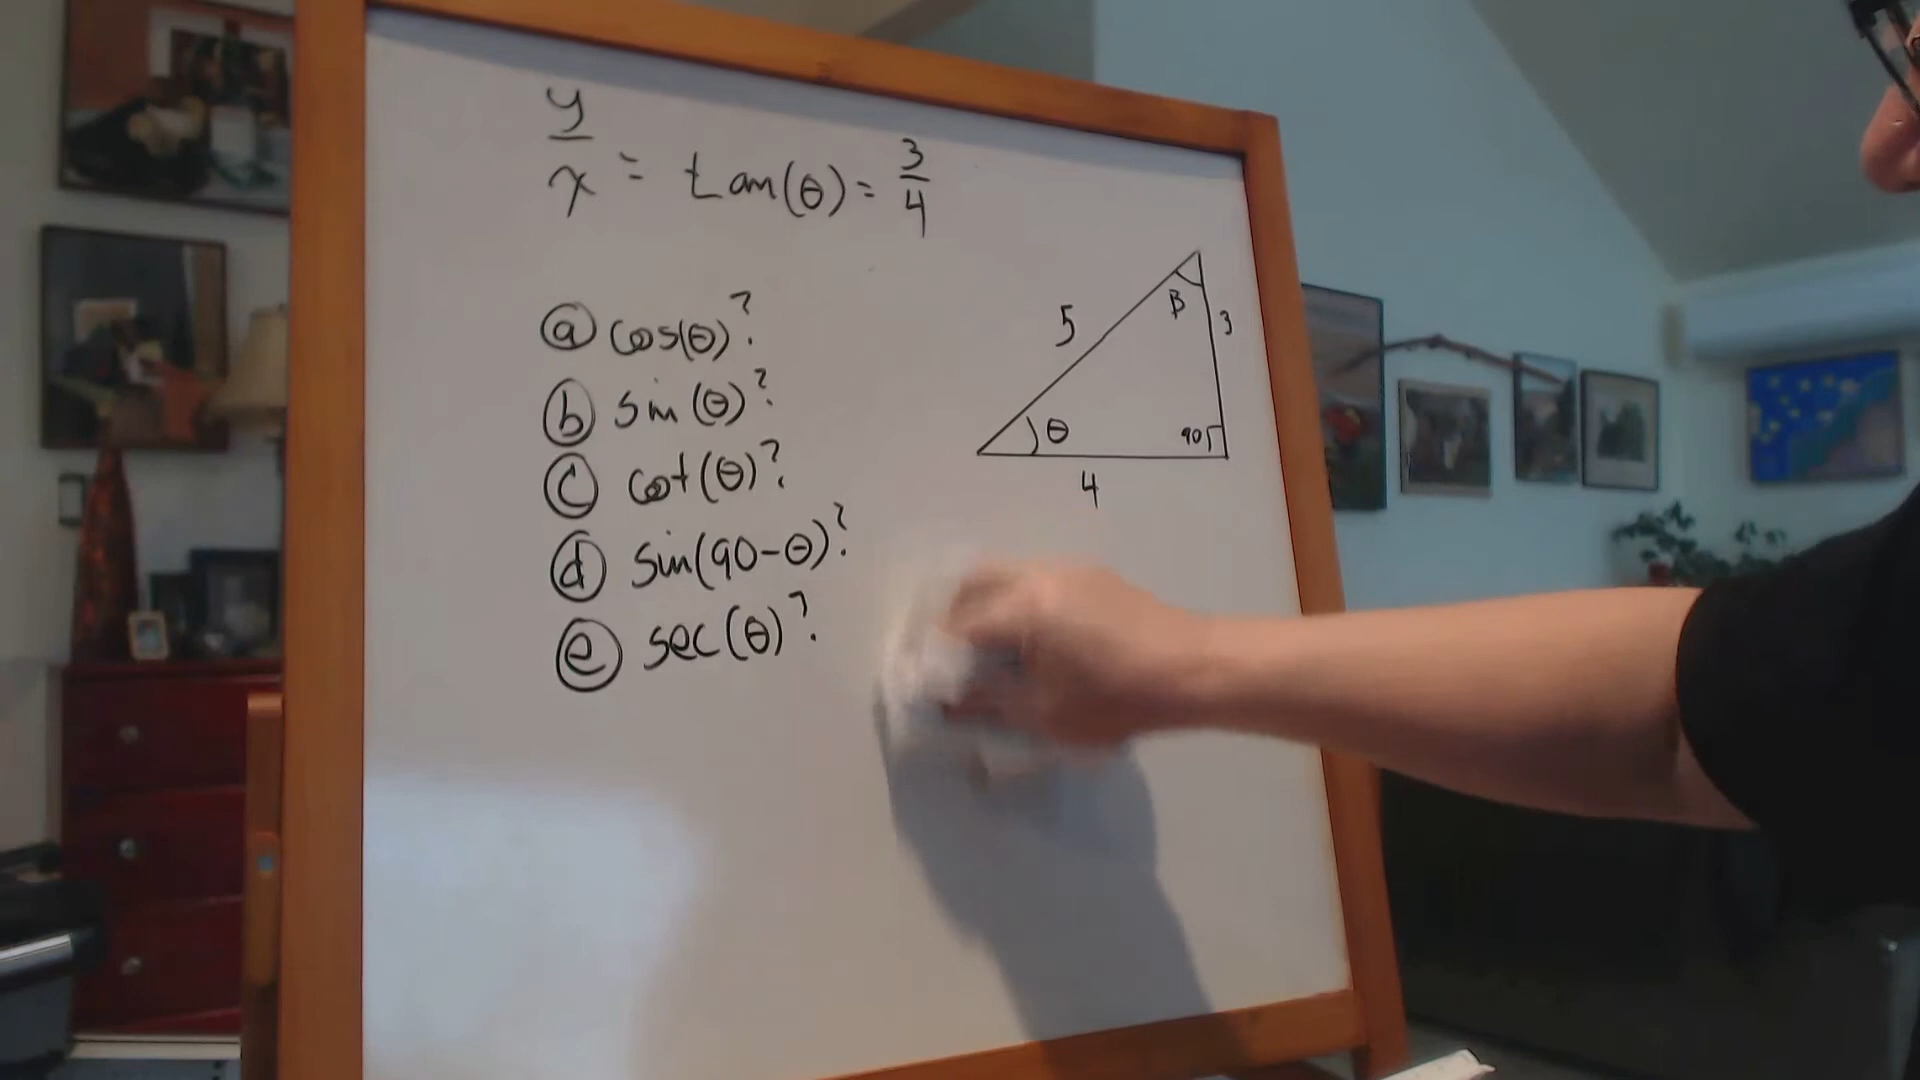 y/x = tan(θ) = 3/4
ⓐ cos(θ)?
ⓑ sin(θ)?
ⓒ cot(θ)?
ⓓ sin(90-θ)?
ⓔ sec(θ)?
β
5
3
θ
90
4